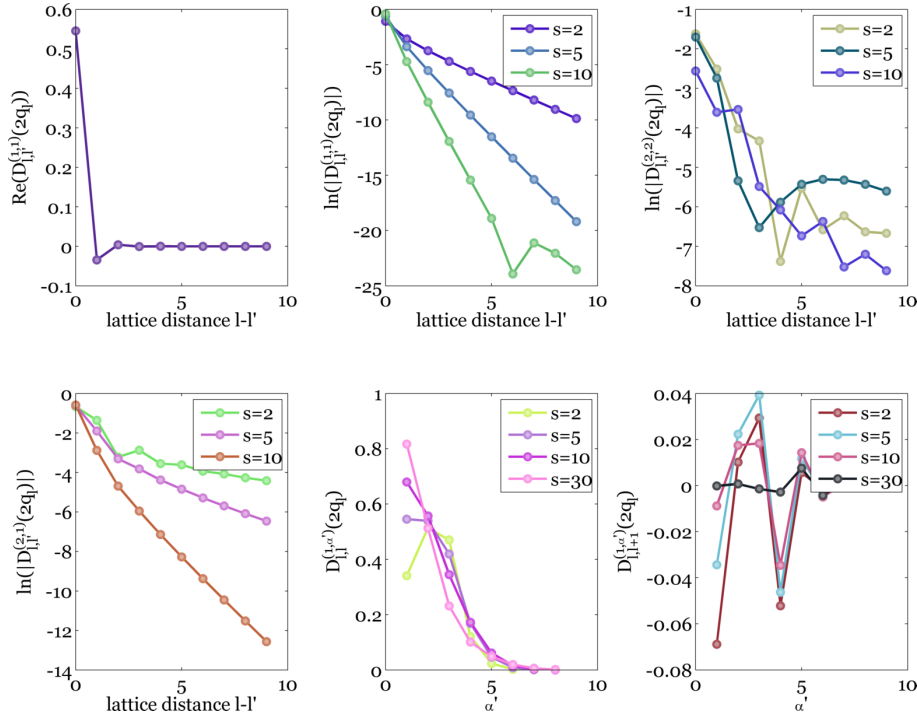 Re(D_{l,l'}^{(1,1)}(2q_l))
0.6
0.5
0.4
0.3
0.2
0.1
0
-0.1
0
5
10
lattice distance l-l'
ln(|D_{l,l'}^{(1,1)}(2q_l)|)
0
-5
-10
-15
-20
-25
0
5
10
lattice distance l-l'
s=2
s=5
s=10
ln(|D_{l,l'}^{(2,2)}(2q_l)|)
-1
-2
-3
-4
-5
-6
-7
-8
0
5
10
lattice distance l-l'
s=2
s=5
s=10
ln(|D_{l,l'}^{(2,1)}(2q_l)|)
0
-2
-4
-6
-8
-10
-12
-14
0
5
10
lattice distance l-l'
s=2
s=5
s=10
D_{l,l}^{(1,α')}(2q_l)
1
0.8
0.6
0.4
0.2
0
5
10
α'
s=2
s=5
s=10
s=30
D_{l,l+1}^{(1,α')}(2q_l)
0.04
0.02
0
-0.02
-0.04
-0.06
-0.08
0
5
10
α'
s=2
s=5
s=10
s=30